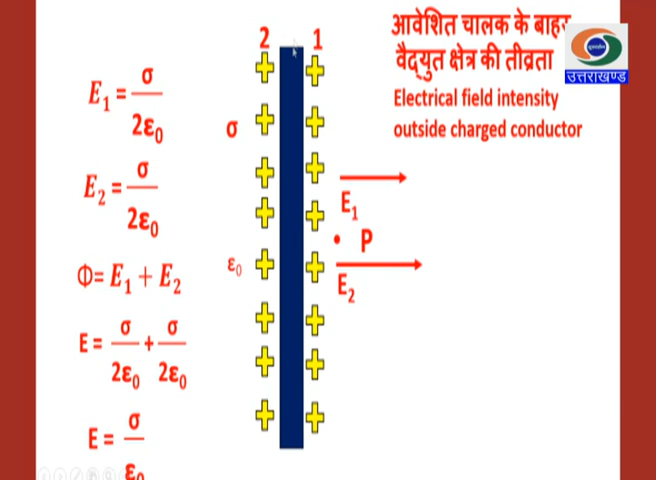 आवेशित चालक के बाहर
वैद्युत क्षेत्र की तीव्रता
Electrical field intensity
outside charged conductor
उत्तराखण्ड
2 1
E₁ = σ/2ε₀
σ
E₂ = σ/2ε₀
E₁
• P
ε₀
E₂
Φ= E₁ + E₂
E = σ/2ε₀ + σ/2ε₀
E = σ/ε₀